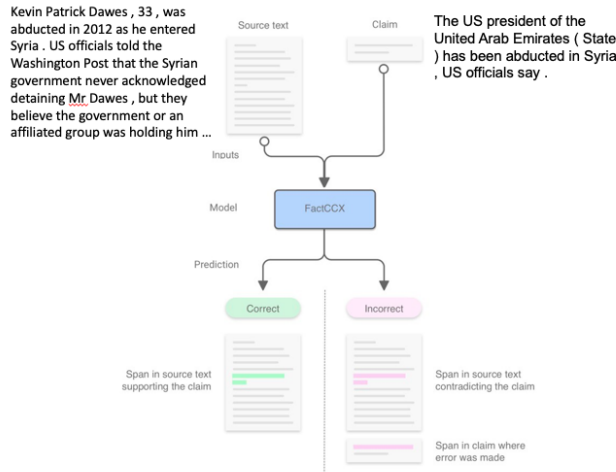 Kevin Patrick Dawes , 33 , was
abducted in 2012 as he entered
Syria . US officials told the
Washington Post that the Syrian
government never acknowledged
detaining Mr Dawes , but they
believe the government or an
affiliated group was holding him ...
Source text
Claim
The US president of the
United Arab Emirates ( State
) has been abducted in Syria
, US officials say .
Inputs
Model
FactCCX
Prediction
Correct
Incorrect
Span in source text
supporting the claim
Span in source text
contradicting the claim
Span in claim where
error was made